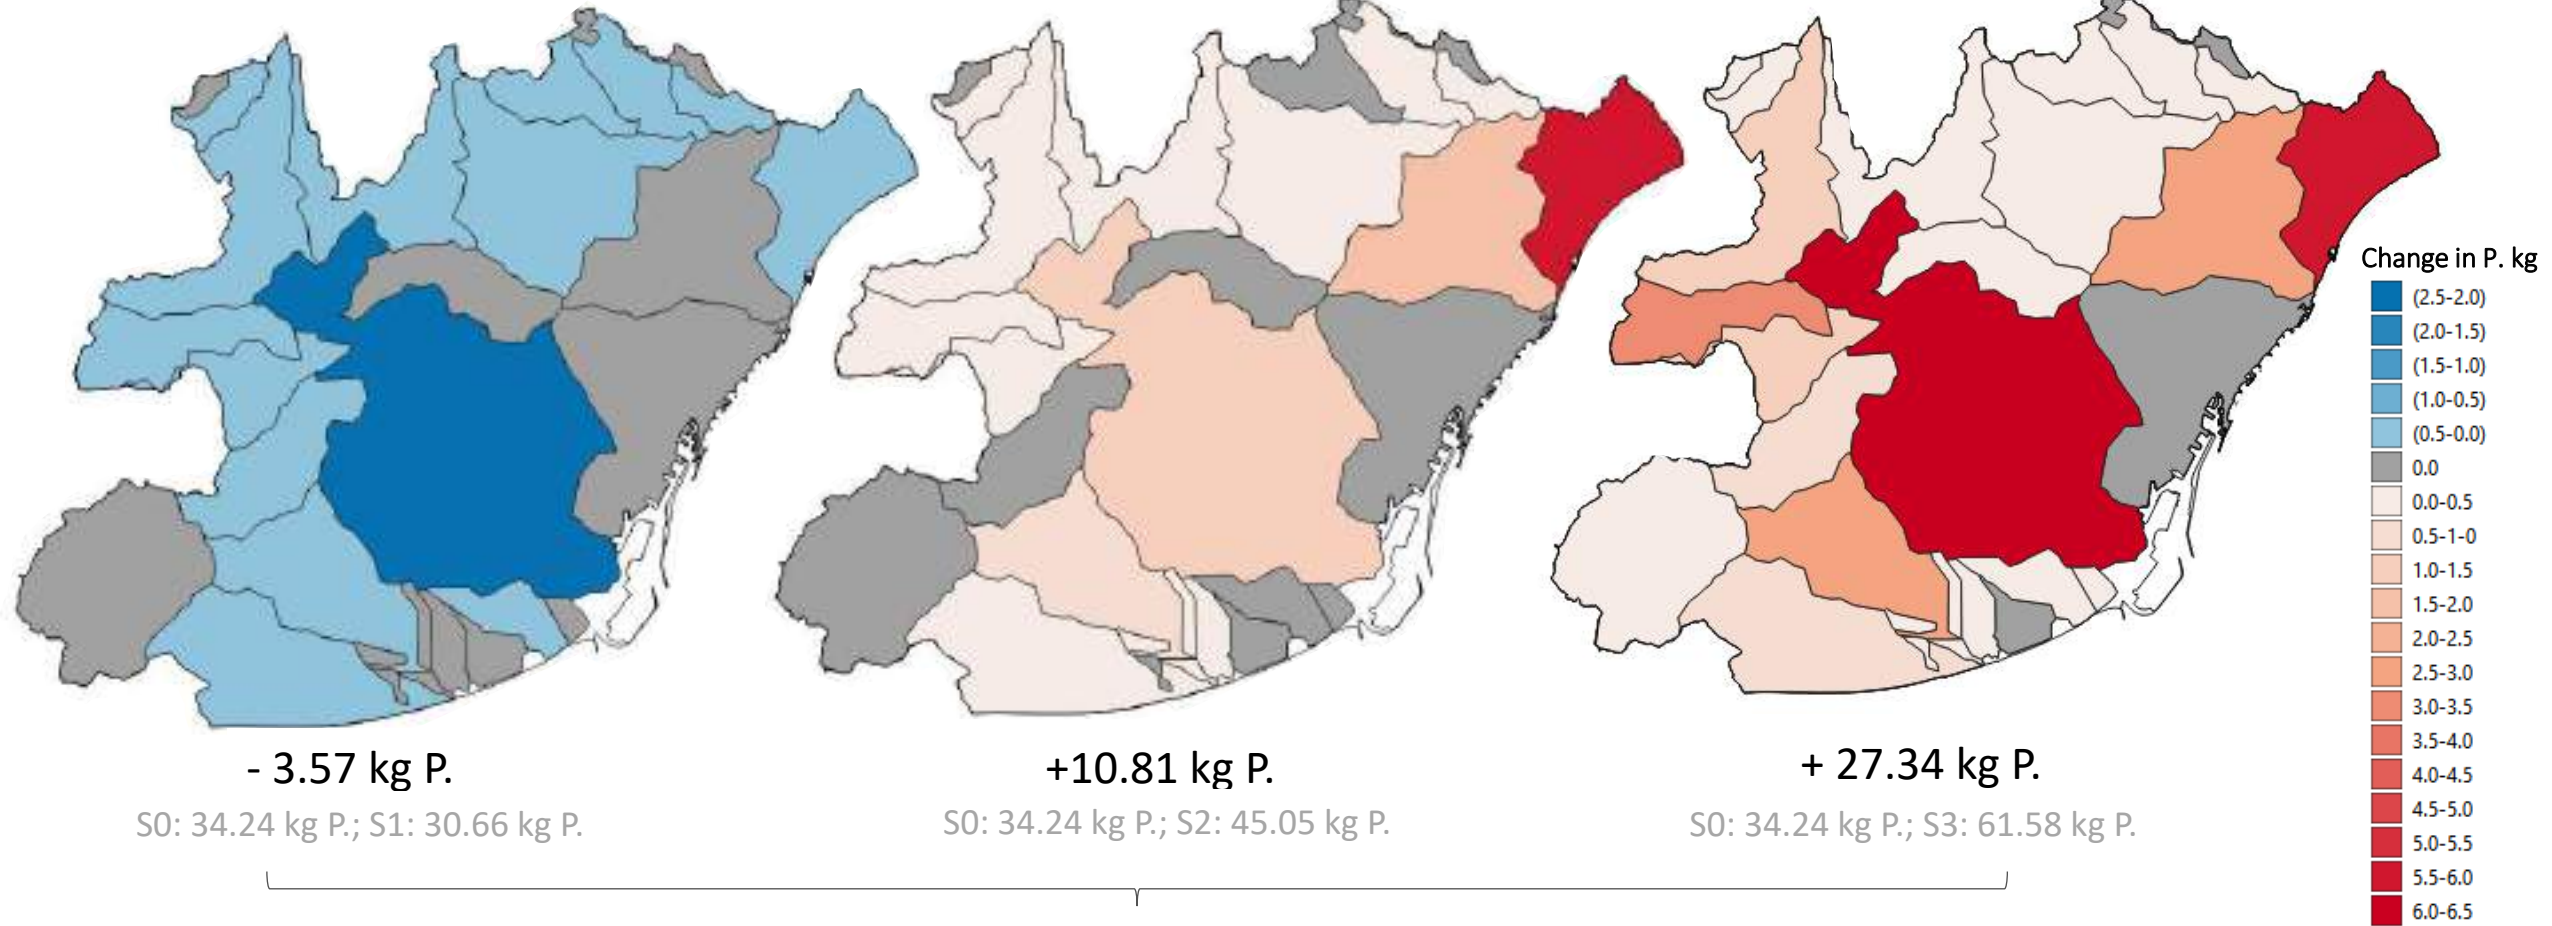 Change in P. kg
(2.5-2.0)
(2.0-1.5)
(1.5-1.0)
(1.0-0.5)
(0.5-0.0)
0.0
0.0-0.5
0.5-1-0
1.0-1.5
1.5-2.0
2.0-2.5
2.5-3.0
3.0-3.5
3.5-4.0
4.0-4.5
4.5-5.0
5.0-5.5
5.5-6.0
6.0-6.5
- 3.57 kg P.
S0: 34.24 kg P.; S1: 30.66 kg P.
+10.81 kg P.
S0: 34.24 kg P.; S2: 45.05 kg P.
+ 27.34 kg P.
S0: 34.24 kg P.; S3: 61.58 kg P.